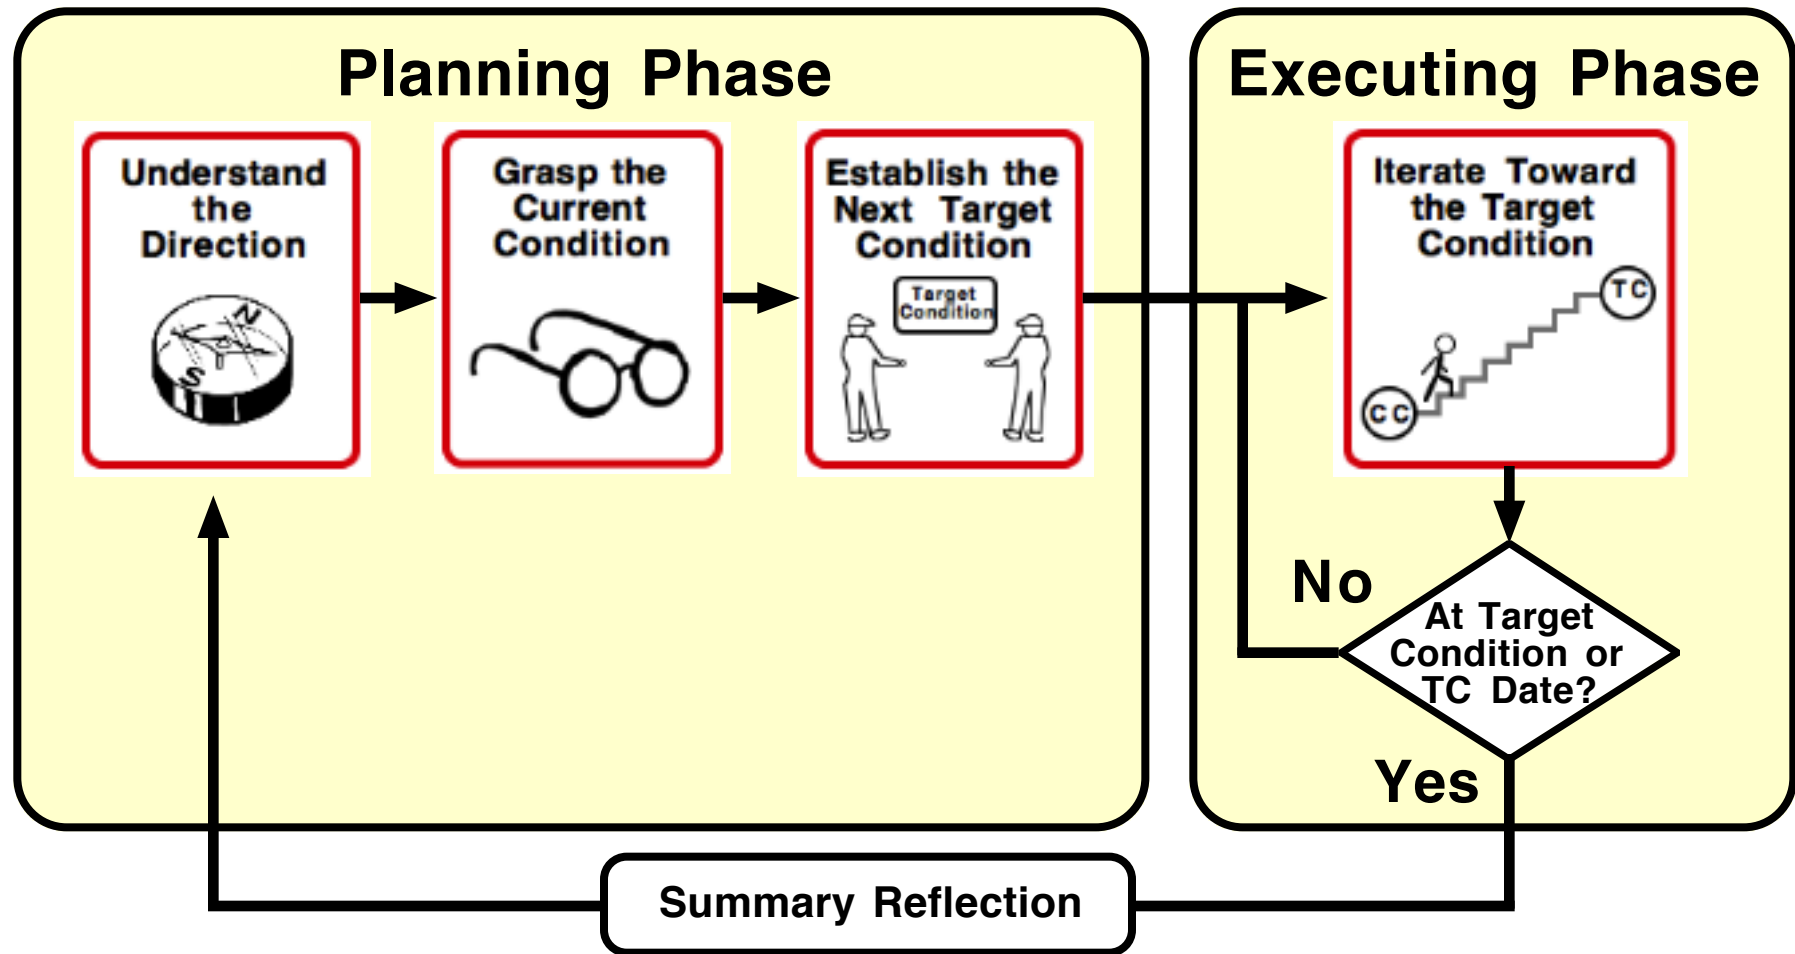 Planning Phase
Understand
the
Direction
N
S
Grasp the
Current
Condition
Establish the
Next Target
Condition
Target
Condition
Executing Phase
Iterate Toward
the Target
Condition
TC
CC
At Target
Condition or
TC Date?
No
Yes
Summary Reflection